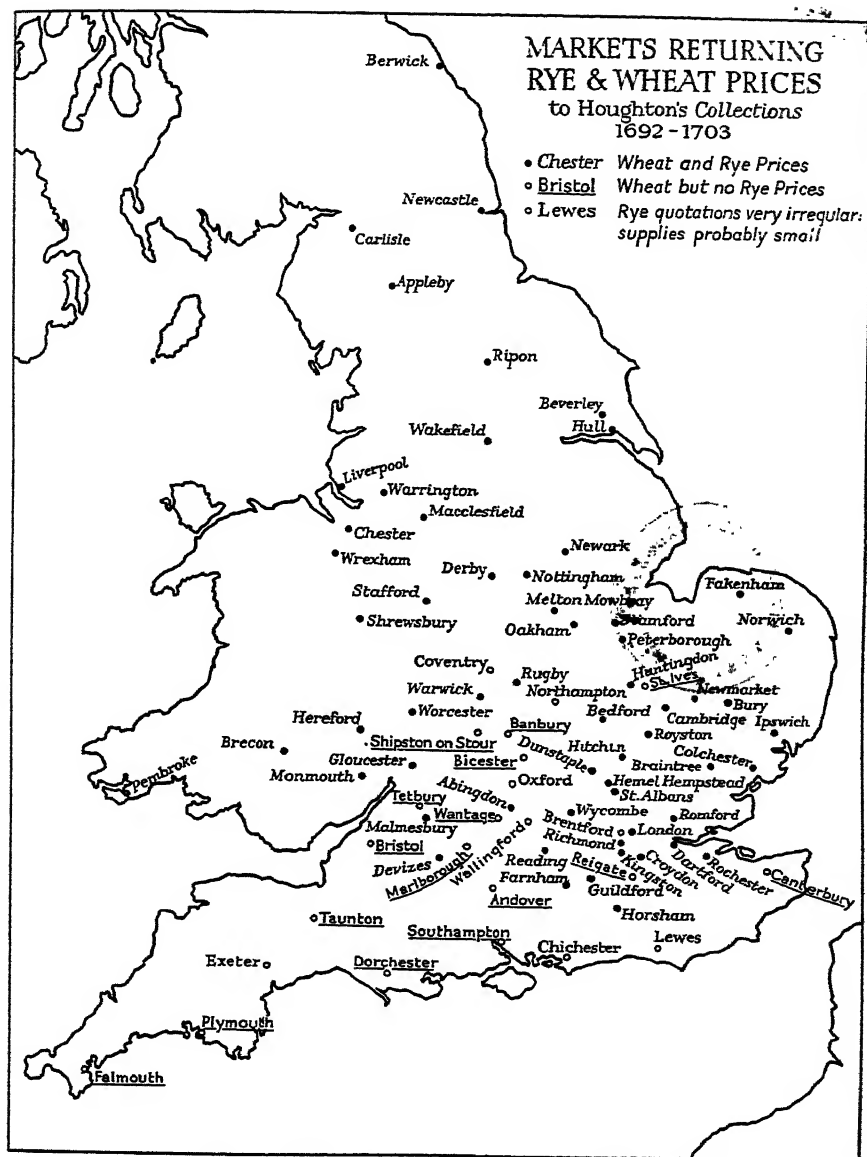 MARKETS RETURNING
RYE & WHEAT PRICES
to Houghton's Collections
1692-1703
Chester Wheat and Rye Prices
Bristol Wheat but no Rye Prices
Lewes Rye quotations very irregular:
supplies probably small
Berwick
Newcastle
Carlisle
Appleby
Ripon
Beverley
Hull
Wakefield
Liverpool
Warrington
Macclesfield
Chester
Wrexham
Newark
Derby
Nottingham
Fakenham
Stafford
Melton Mowbray
Shrewsbury
Oakham
Stamford
Norwich
Peterborough
Coventry
Rugby
Huntingdon
St. Ives
Warwick
Northampton
Newmarket
Bury
Worcester
Bedford
Cambridge
Ipswich
Hereford
Shipston on Stour
Banbury
Royston
Brecon
Gloucester
Bicester
Dunstaple
Hitchin
Braintree
Colchester
Pembroke
Monmouth
Oxford
Hemel Hempstead
St. Albans
Tetbury
Abingdon
Wantage
Wycombe
Romford
Malmesbury
Wallingford
Brentford
London
Bristol
Richmond
Devizes
Marlborough
Reading
Reigate
Kingston
Croydon
Dartford
Rochester
Canterbury
Farnham
Guildford
Andover
Horsham
Taunton
Southampton
Chichester
Lewes
Exeter
Dorchester
Plymouth
Falmouth